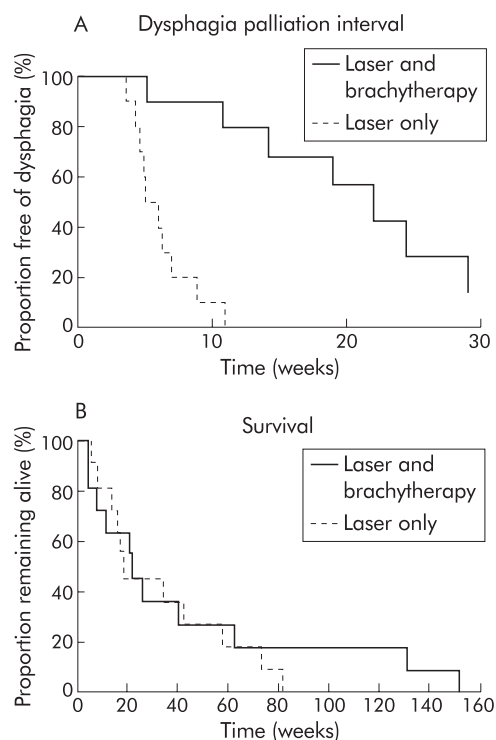 A Dysphagia palliation interval
Laser and
brachytherapy
Laser only
Proportion free of dysphagia (%)
100
80
60
40
20
0
0 10 20 30
Time (weeks)
B
Survival
Laser and
brachytherapy
Laser only
Proportion remaining alive (%)
100
80
60
40
20
0
0 20 40 60 80 100 120 140 160
Time (weeks)